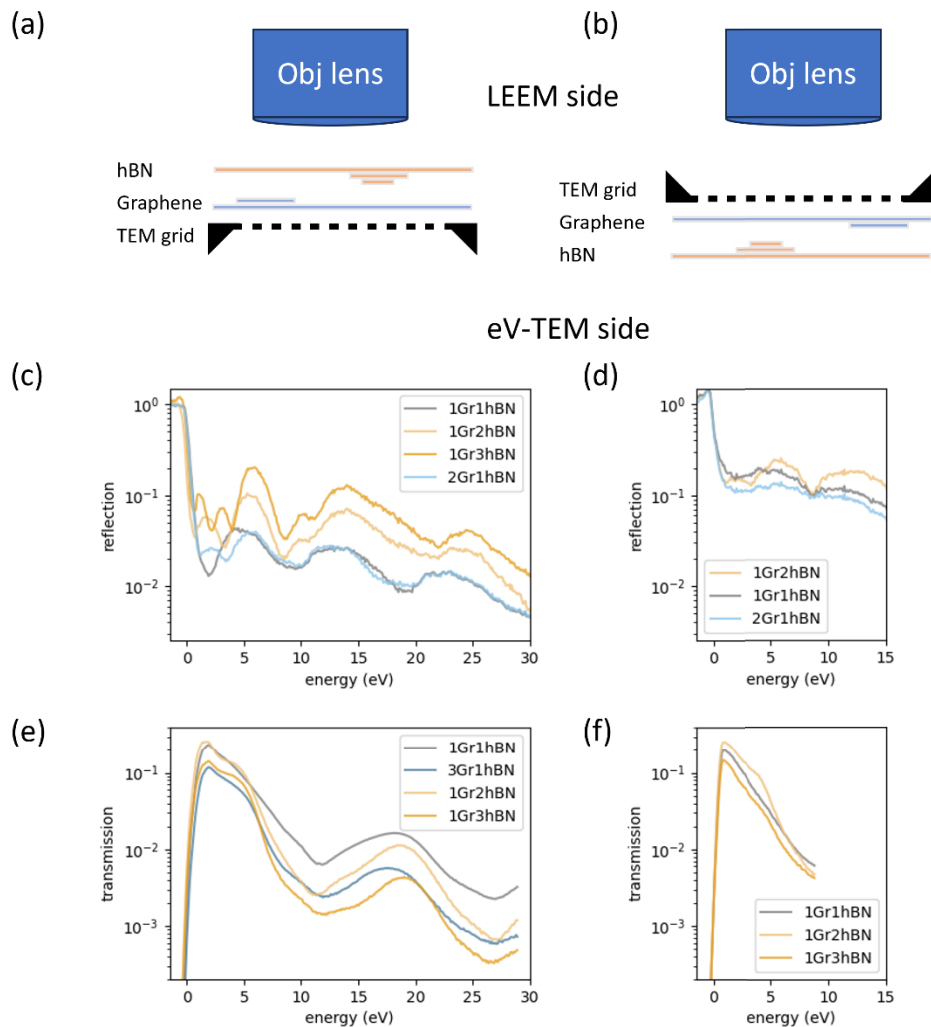 (a)
(b)
Obj lens
Obj lens
LEEM side
hBN
Graphene
TEM grid
TEM grid
Graphene
hBN
eV-TEM side
(c)
(d)
10^0
10^-1
10^-2
reflection
0 5 10 15 20 25 30
energy (eV)
1Gr1hBN
1Gr2hBN
1Gr3hBN
2Gr1hBN
10^0
10^-1
10^-2
reflection
0 5 10 15
energy (eV)
1Gr2hBN
1Gr1hBN
2Gr1hBN
(e)
(f)
10^-1
10^-2
10^-3
transmission
0 5 10 15 20 25 30
energy (eV)
1Gr1hBN
3Gr1hBN
1Gr2hBN
1Gr3hBN
10^-1
10^-2
10^-3
transmission
0 5 10 15
energy (eV)
1Gr1hBN
1Gr2hBN
1Gr3hBN